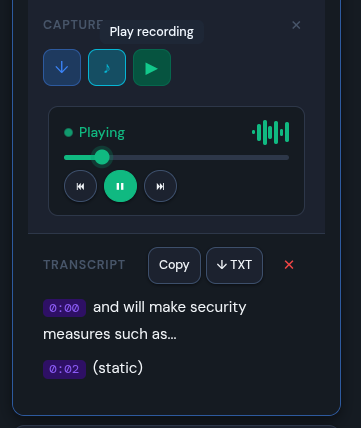 CAPTURE
Play recording
×
↓ ♪ ▶
Playing
TRANSCRIPT Copy ↓ TXT ×
0:00 and will make security
measures such as...
0:02 (static)